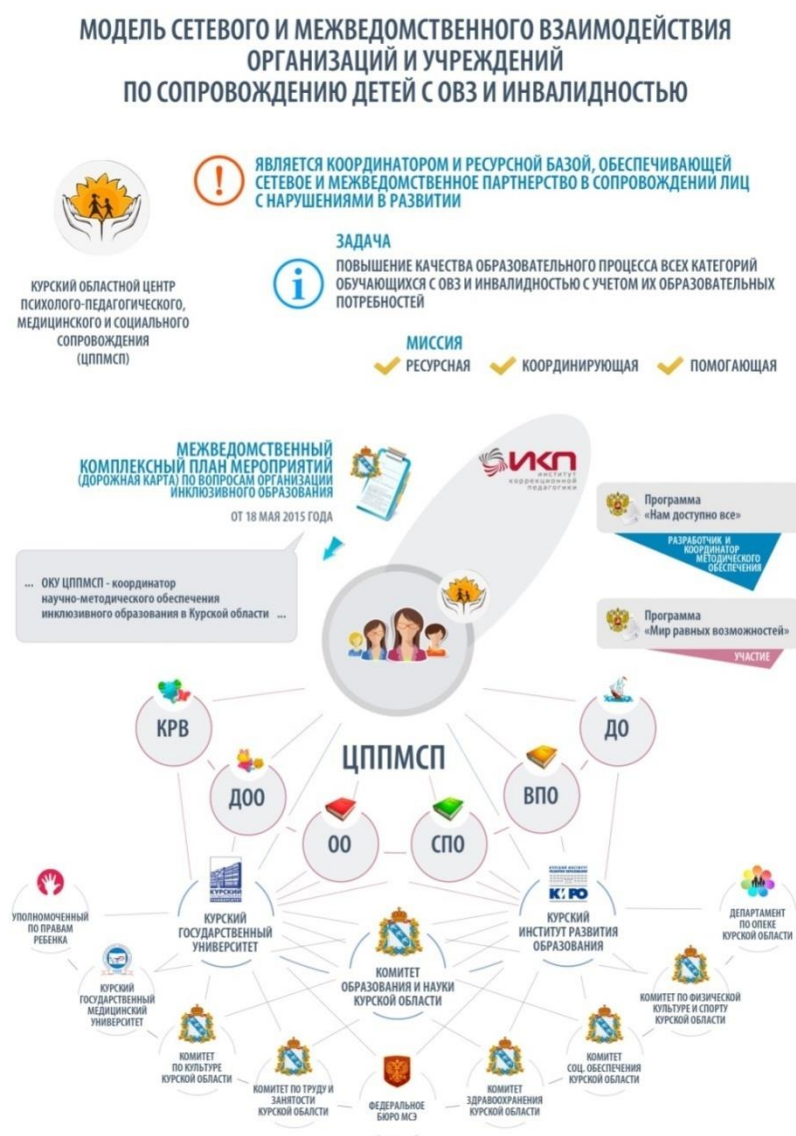 МОДЕЛЬ СЕТЕВОГО И МЕЖВЕДОМСТВЕННОГО ВЗАИМОДЕЙСТВИЯ
ОРГАНИЗАЦИЙ И УЧРЕЖДЕНИЙ
ПО СОПРОВОЖДЕНИЮ ДЕТЕЙ С ОВЗ И ИНВАЛИДНОСТЬЮ
ЯВЛЯЕТСЯ КООРДИНАТОРОМ И РЕСУРСНОЙ БАЗОЙ, ОБЕСПЕЧИВАЮЩЕЙ
СЕТЕВОЕ И МЕЖВЕДОМСТВЕННОЕ ПАРТНЕРСТВО В СОПРОВОЖДЕНИИ ЛИЦ
С НАРУШЕНИЯМИ В РАЗВИТИИ
КУРСКИЙ ОБЛАСТНОЙ ЦЕНТР
ПСИХОЛОГО-ПЕДАГОГИЧЕСКОГО,
МЕДИЦИНСКОГО И СОЦИАЛЬНОГО
СОПРОВОЖДЕНИЯ
(ЦППМСП)
ЗАДАЧА
ПОВЫШЕНИЕ КАЧЕСТВА ОБРАЗОВАТЕЛЬНОГО ПРОЦЕССА ВСЕХ КАТЕГОРИЙ
ОБУЧАЮЩИХСЯ С ОВЗ И ИНВАЛИДНОСТЬЮ С УЧЕТОМ ИХ ОБРАЗОВАТЕЛЬНЫХ
ПОТРЕБНОСТЕЙ
МИССИЯ
РЕСУРСНАЯ
КООРДИНИРУЮЩАЯ
ПОМОГАЮЩАЯ
МЕЖВЕДОМСТВЕННЫЙ
КОМПЛЕКСНЫЙ ПЛАН МЕРОПРИЯТИЙ
(ДОРОЖНАЯ КАРТА) ПО ВОПРОСАМ ОРГАНИЗАЦИИ
ИНКЛЮЗИВНОГО ОБРАЗОВАНИЯ
ОТ 18 МАЯ 2015 ГОДА
ИКП
ИНСТИТУТ
КОРРЕКЦИОННОЙ
ПЕДАГОГИКИ
Программа
«Нам доступно все»
РАЗРАБОТЧИК И
КООРДИНАТОР
МЕТОДИЧЕСКОГО
ОБЕСПЕЧЕНИЯ
... ОКУ ЦППМСП - координатор
научно-методического обеспечения
инклюзивного образования в Курской области ...
Программа
«Мир равных возможностей»
УЧАСТИЕ
КРВ
ДО
ЦППМСП
ДОО
ВПО
ОО
СПО
КУРСКИЙ
ГОСУДАРСТВЕННЫЙ
УНИВЕРСИТЕТ
КИРО
КУРСКИЙ
ИНСТИТУТ РАЗВИТИЯ
ОБРАЗОВАНИЯ
УПОЛНОМОЧЕННЫЙ
ПО ПРАВАМ
РЕБЕНКА
ДЕПАРТАМЕНТ
ПО ОПЕКЕ
КУРСКОЙ ОБЛАСТИ
КОМИТЕТ
ОБРАЗОВАНИЯ И НАУКИ
КУРСКОЙ ОБЛАСТИ
КУРСКИЙ
ГОСУДАРСТВЕННЫЙ
МЕДИЦИНСКИЙ
УНИВЕРСИТЕТ
КОМИТЕТ ПО ФИЗИЧЕСКОЙ
КУЛЬТУРЕ И СПОРТУ
КУРСКОЙ ОБЛАСТИ
КОМИТЕТ
ПО КУЛЬТУРЕ
КУРСКОЙ ОБЛАСТИ
КОМИТЕТ
СОЦ. ОБЕСПЕЧЕНИЯ
КУРСКОЙ ОБЛАСТИ
КОМИТЕТ ПО ТРУДУ И
ЗАНЯТОСТИ
КУРСКОЙ ОБАЛСТИ
ФЕДЕРАЛЬНОЕ
БЮРО МСЭ
КОМИТЕТ
ЗДРАВООХРАНЕНИЯ
КУРСКОЙ ОБЛАСТИ